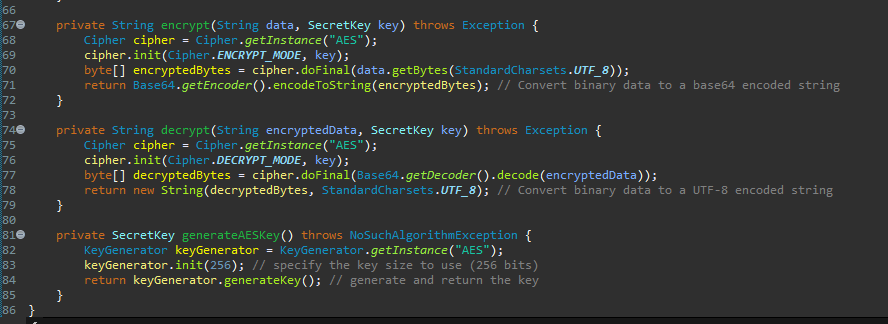 66
67 private String encrypt(String data, SecretKey key) throws Exception {
68 Cipher cipher = Cipher.getInstance("AES");
69 cipher.init(Cipher.ENCRYPT_MODE, key);
70 byte[] encryptedBytes = cipher.doFinal(data.getBytes(StandardCharsets.UTF_8));
71 return Base64.getEncoder().encodeToString(encryptedBytes); // Convert binary data to a base64 encoded string
72 }
73
74 private String decrypt(String encryptedData, SecretKey key) throws Exception {
75 Cipher cipher = Cipher.getInstance("AES");
76 cipher.init(Cipher.DECRYPT_MODE, key);
77 byte[] decryptedBytes = cipher.doFinal(Base64.getDecoder().decode(encryptedData));
78 return new String(decryptedBytes, StandardCharsets.UTF_8); // Convert binary data to a UTF-8 encoded string
79 }
80
81 private SecretKey generateAESKey() throws NoSuchAlgorithmException {
82 KeyGenerator keyGenerator = KeyGenerator.getInstance("AES");
83 keyGenerator.init(256); // specify the key size to use (256 bits)
84 return keyGenerator.generateKey(); // generate and return the key
85 }
86 }